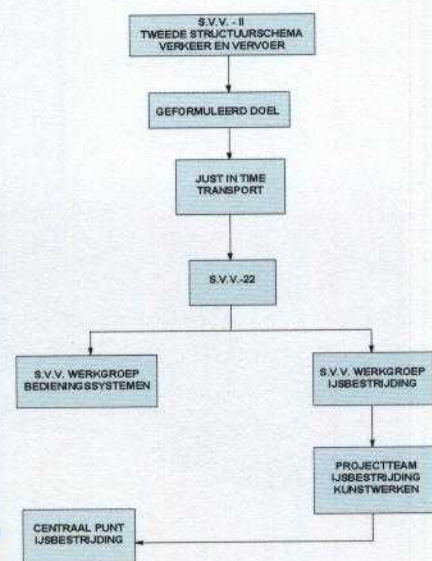 S.V.V. - II
TWEEDE STRIJCTUURSCHEMA
VERKEER EN VERVOER
GEFORMULEERD DOEL
JUST IN TIME
TRANSPORT
S.V.V.-22
S.V.V. WERKGROEP
BEDIENINGSSYSTEMEN
S.V.V. WERKGROEP
IJSBESTRIJDING
PROJECTTEAM
IJSBESTRIJDING
KUNSTWERKEN
CENTRAAL PUNT
IJSBESTRIJDING